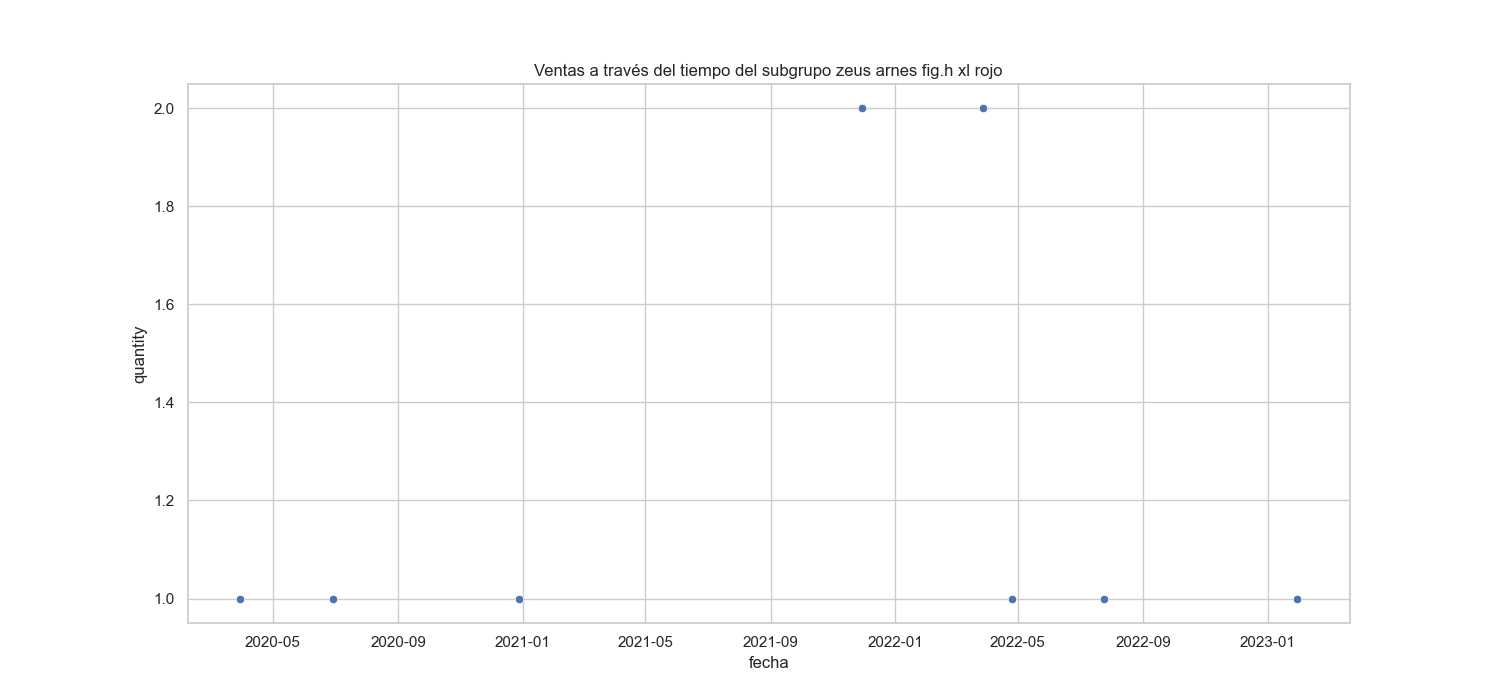 Ventas a través del tiempo del subgrupo zeus arnes fig.h xl rojo
2.0
1.8
1.6
1.4
1.2
1.0
quantity
2020-05 2020-09 2021-01 2021-05 2021-09 2022-01 2022-05 2022-09 2023-01
fecha